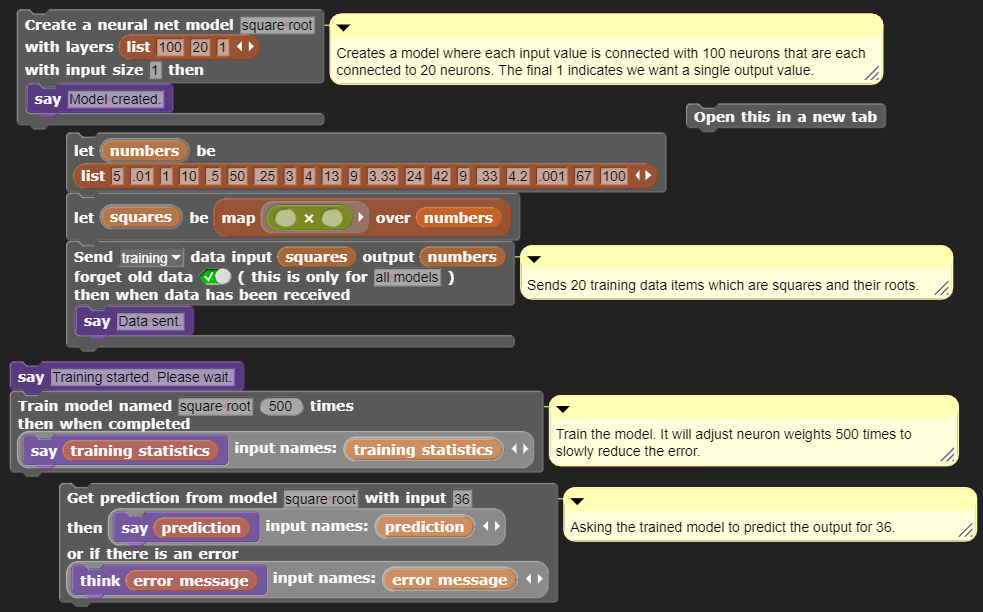 Create a neural net model square root
with layers list 100 20 1
with input size 1 then
say Model created.
Creates a model where each input value is connected with 100 neurons that are each
connected to 20 neurons. The final 1 indicates we want a single output value.
Open this in a new tab
let numbers be
list 5 .01 1 10 .5 50 .25 3 4 13 9 3.33 24 42 9 .33 4.2 .001 67 100
let squares be map × over numbers
Send training data input squares output numbers
forget old data ( this is only for all models )
then when data has been received
say Data sent.
Sends 20 training data items which are squares and their roots.
say Training started. Please wait.
Train model named square root 500 times
then when completed
say training statistics input names: training statistics
Train the model. It will adjust neuron weights 500 times to
slowly reduce the error.
Get prediction from model square root with input 36
then say prediction input names: prediction
or if there is an error
think error message input names: error message
Asking the trained model to predict the output for 36.